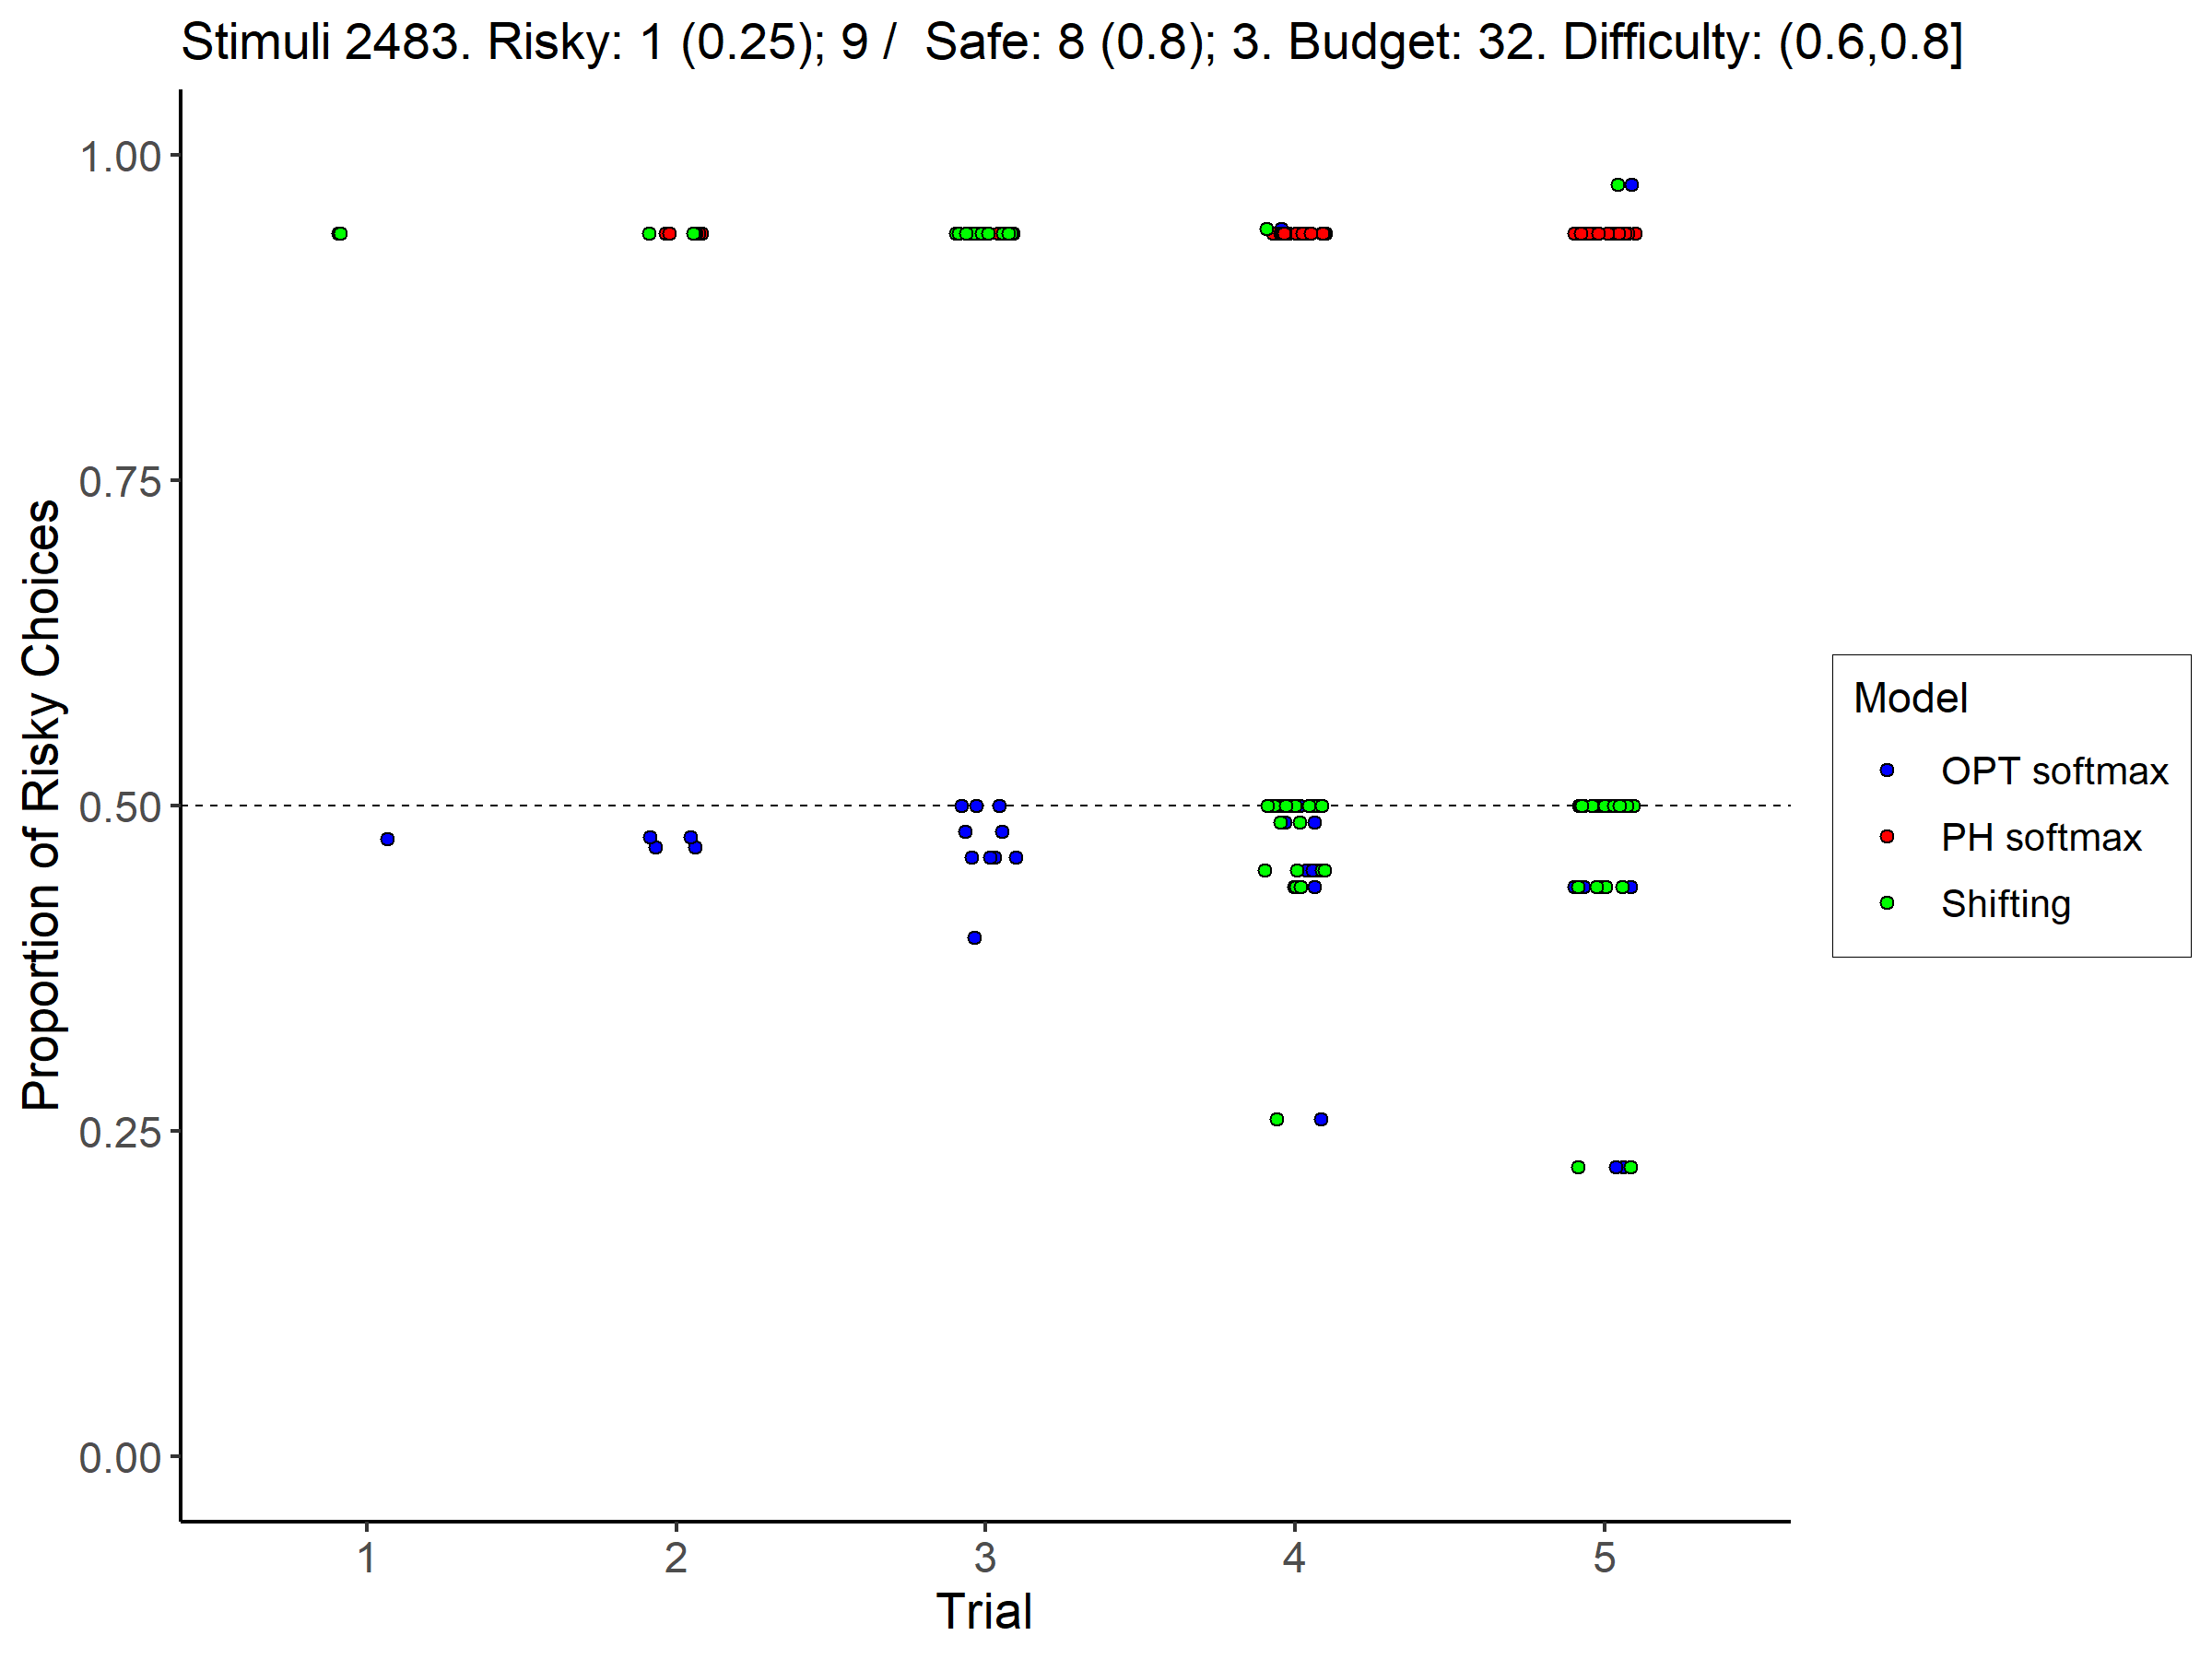 Stimuli 2483. Risky: 1 (0.25); 9 /  Safe: 8 (0.8); 3. Budget: 32. Difficulty: (0.6,0.8]
Proportion of Risky Choices
1.00
0.75
0.50
0.25
0.00
1 2 3 4 5
Trial
Model
OPT softmax
PH softmax
Shifting